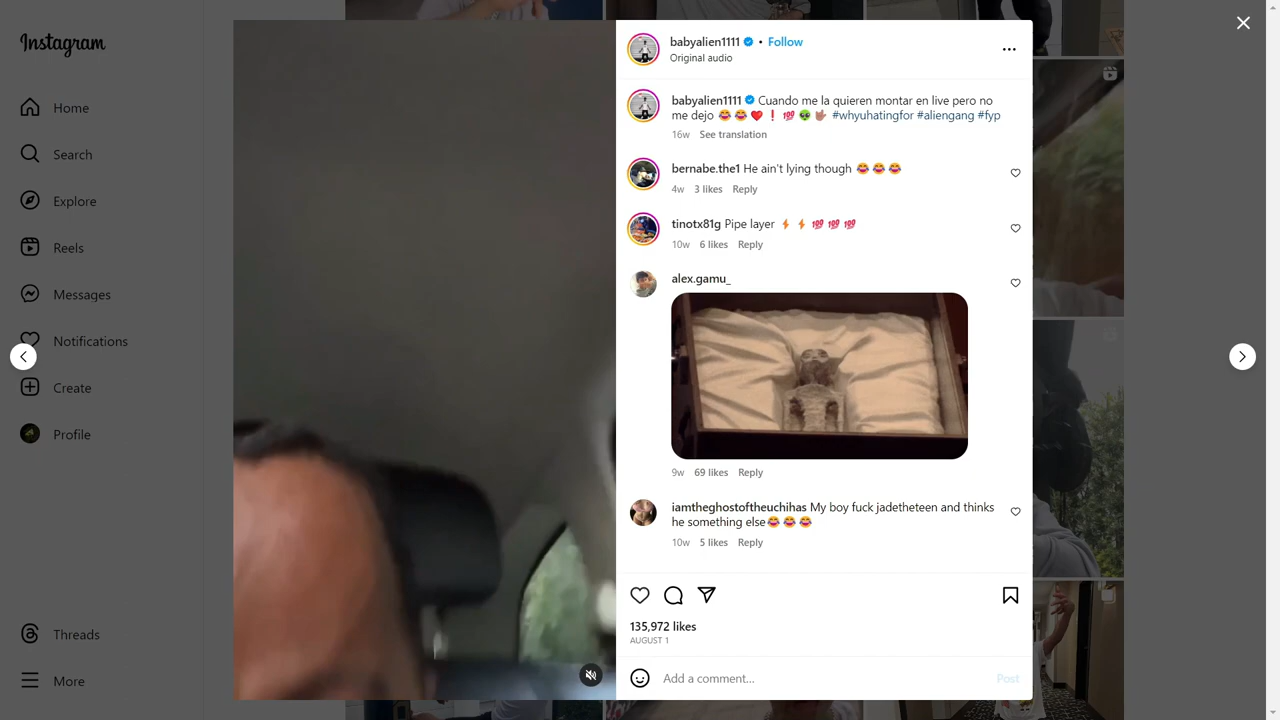 Instagram
Home
Search
Explore
Reels
Messages
Notifications
Create
Profile
Threads
More
babyalien1111 • Follow
Original audio
babyalien1111 Cuando me la quieren montar en live pero no
me dejo 😂😂❤️❗💯👽🤟🏽 #whyuhatingfor #aliengang #fyp
16w See translation
bernabe.the1 He ain't lying though 😂😂😂
4w 3 likes Reply
tinotx81g Pipe layer ⚡⚡💯💯💯
10w 6 likes Reply
alex.gamu_
9w 69 likes Reply
iamtheghostoftheuchihas My boy fuck jadetheteen and thinks
he something else😂😂😂
10w 5 likes Reply
135,972 likes
AUGUST 1
Add a comment...
Post